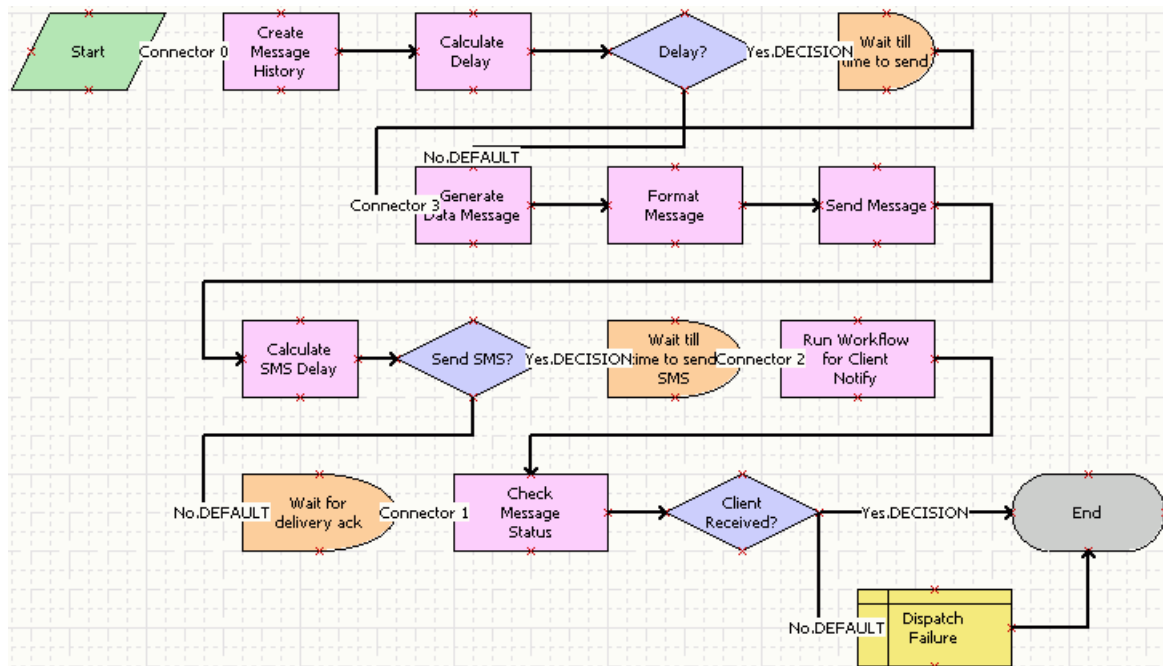 Start
Connector 0
Create
Message
History
Calculate
Delay
Delay?
Yes.DECISION
Wait till
time to send
No.DEFAULT
Connector 3
Generate
Data Message
Format
Message
Send Message
Calculate
SMS Delay
Send SMS?
Yes.DECISION
Wait till
time to send
SMS
Connector 2
Run Workflow
for Client
Notify
No.DEFAULT
Wait for
delivery ack
Connector 1
Check
Message
Status
Client
Received?
Yes.DECISION
End
No.DEFAULT
Dispatch
Failure